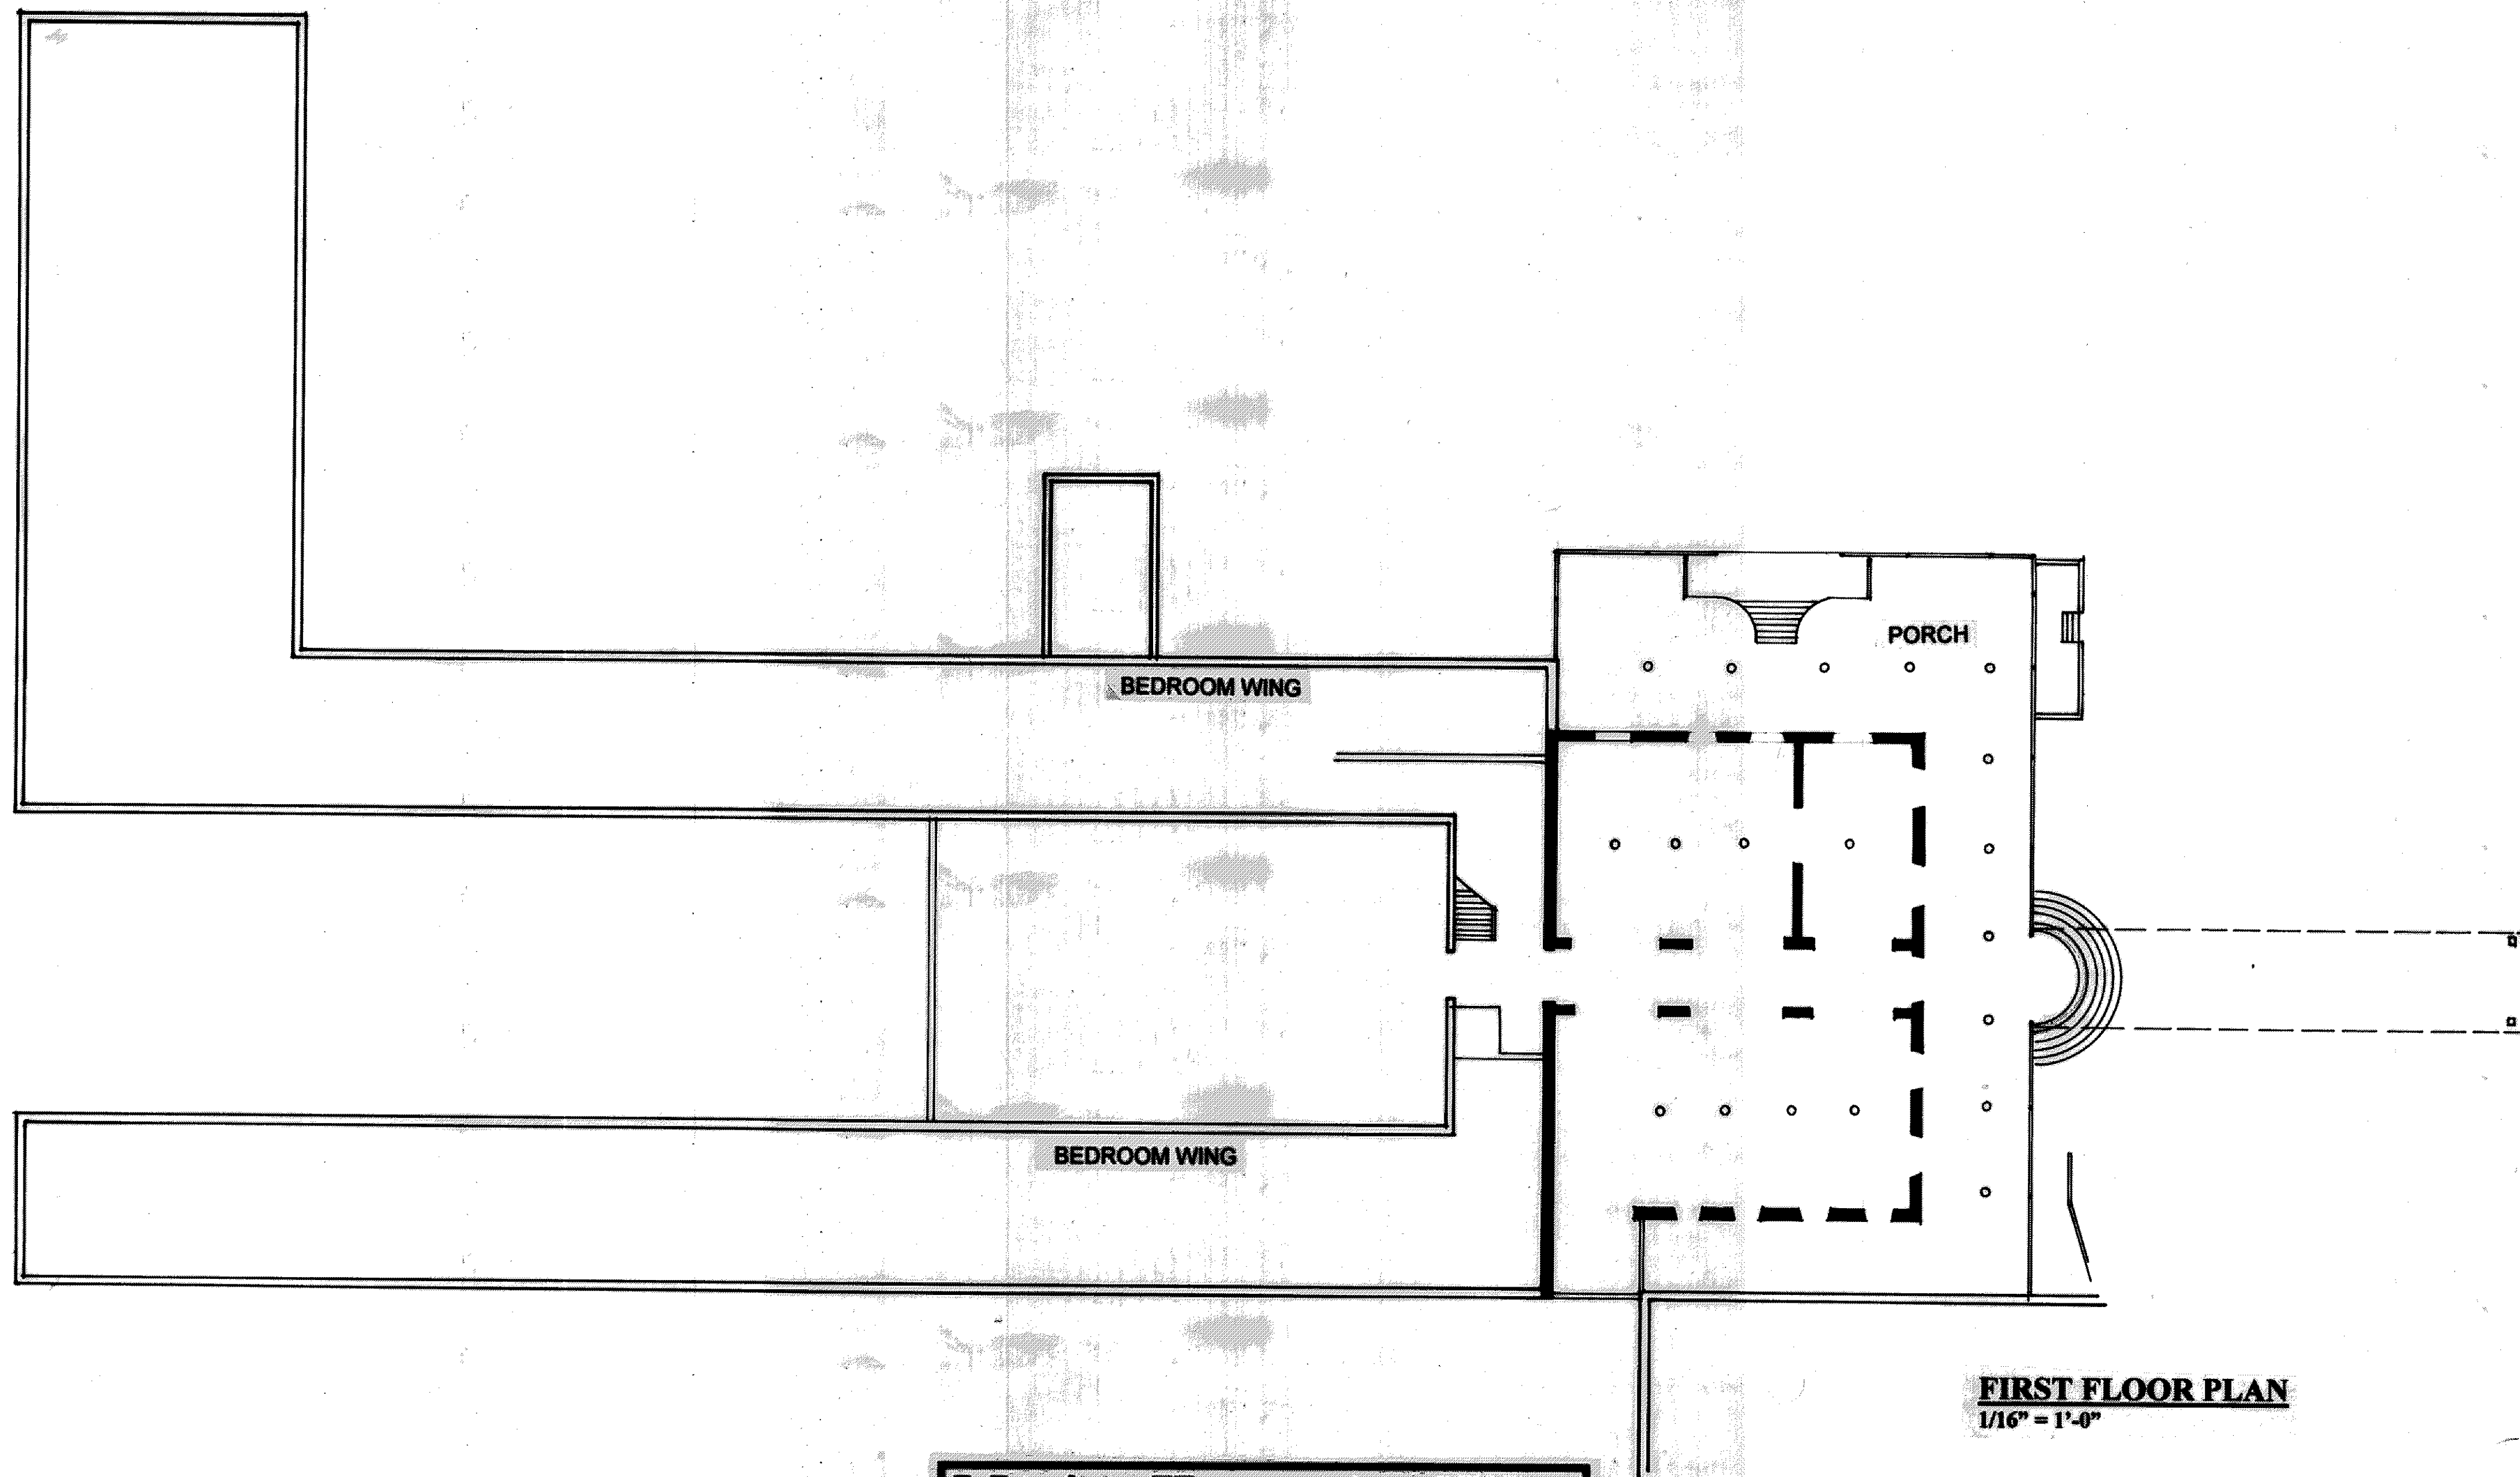 PORCH
BEDROOM WING
BEDROOM WING
FIRST FLOOR PLAN
1/16” = 1’-0”